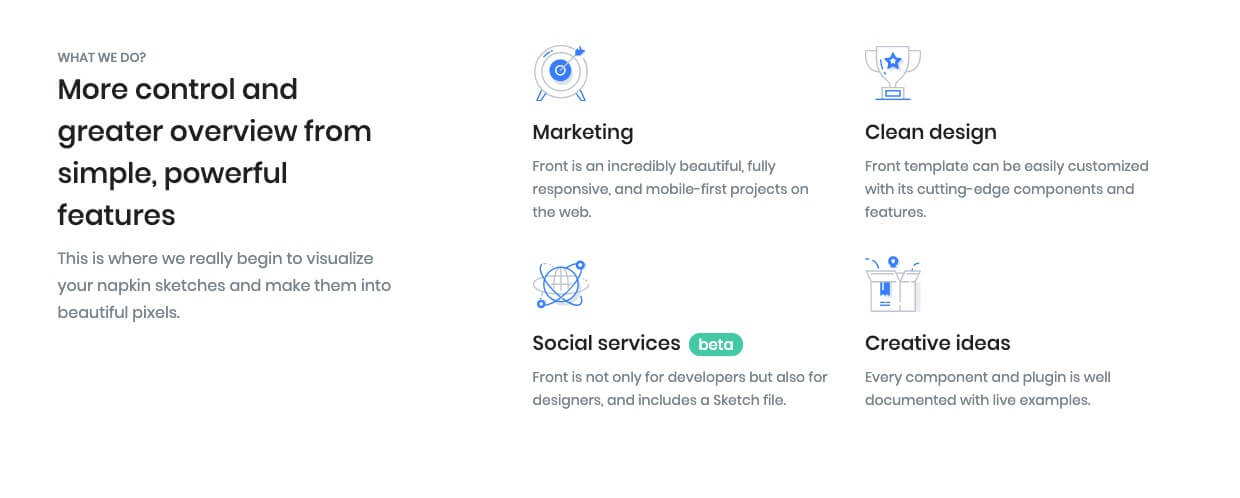 WHAT WE DO?
More control and
greater overview from
simple, powerful
features
This is where we really begin to visualize
your napkin sketches and make them into
beautiful pixels.
Marketing
Front is an incredibly beautiful, fully
responsive, and mobile-first projects on
the web.
Clean design
Front template can be easily customized
with its cutting-edge components and
features.
Social services beta
Front is not only for developers but also for
designers, and includes a Sketch file.
Creative ideas
Every component and plugin is well
documented with live examples.